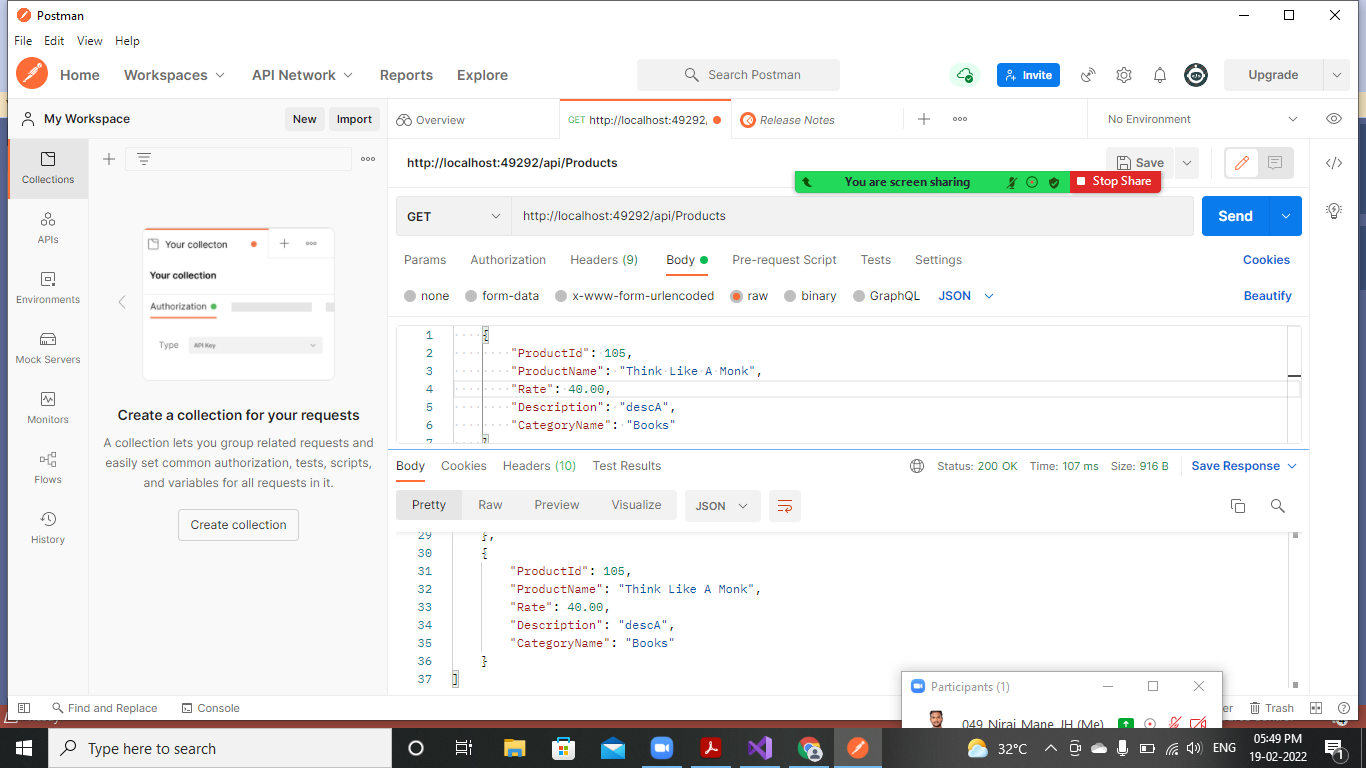 Postman
File Edit View Help
Home Workspaces API Network Reports Explore
Search Postman
Invite
Upgrade
My Workspace
New Import
Overview
GET http://localhost:49292,
Release Notes
No Environment
http://localhost:49292/api/Products
Save
You are screen sharing
Stop Share
GET http://localhost:49292/api/Products
Send
Params Authorization Headers (9) Body Pre-request Script Tests Settings
Cookies
none form-data x-www-form-urlencoded raw binary GraphQL JSON
Beautify
1 {
2 "ProductId": 105,
3 "ProductName": "Think Like A Monk",
4 "Rate": 40.00,
5 "Description": "descA",
6 "CategoryName": "Books"
7 }
Body Cookies Headers (10) Test Results
Status: 200 OK Time: 107 ms Size: 916 B
Save Response
Pretty Raw Preview Visualize JSON
29 },
30 {
31 "ProductId": 105,
32 "ProductName": "Think Like A Monk",
33 "Rate": 40.00,
34 "Description": "descA",
35 "CategoryName": "Books"
36 }
37 ]
Collections
APIs
Environments
Mock Servers
Monitors
Flows
History
Your collecton
Your collection
Authorization
Type API Key
Create a collection for your requests
A collection lets you group related requests and
easily set common authorization, tests, scripts,
and variables for all requests in it.
Create collection
Participants (1)
049_Niraj_Mane_JH (Me)
Find and Replace Console
Trash
Type here to search
32°C
ENG
05:49 PM
19-02-2022
1